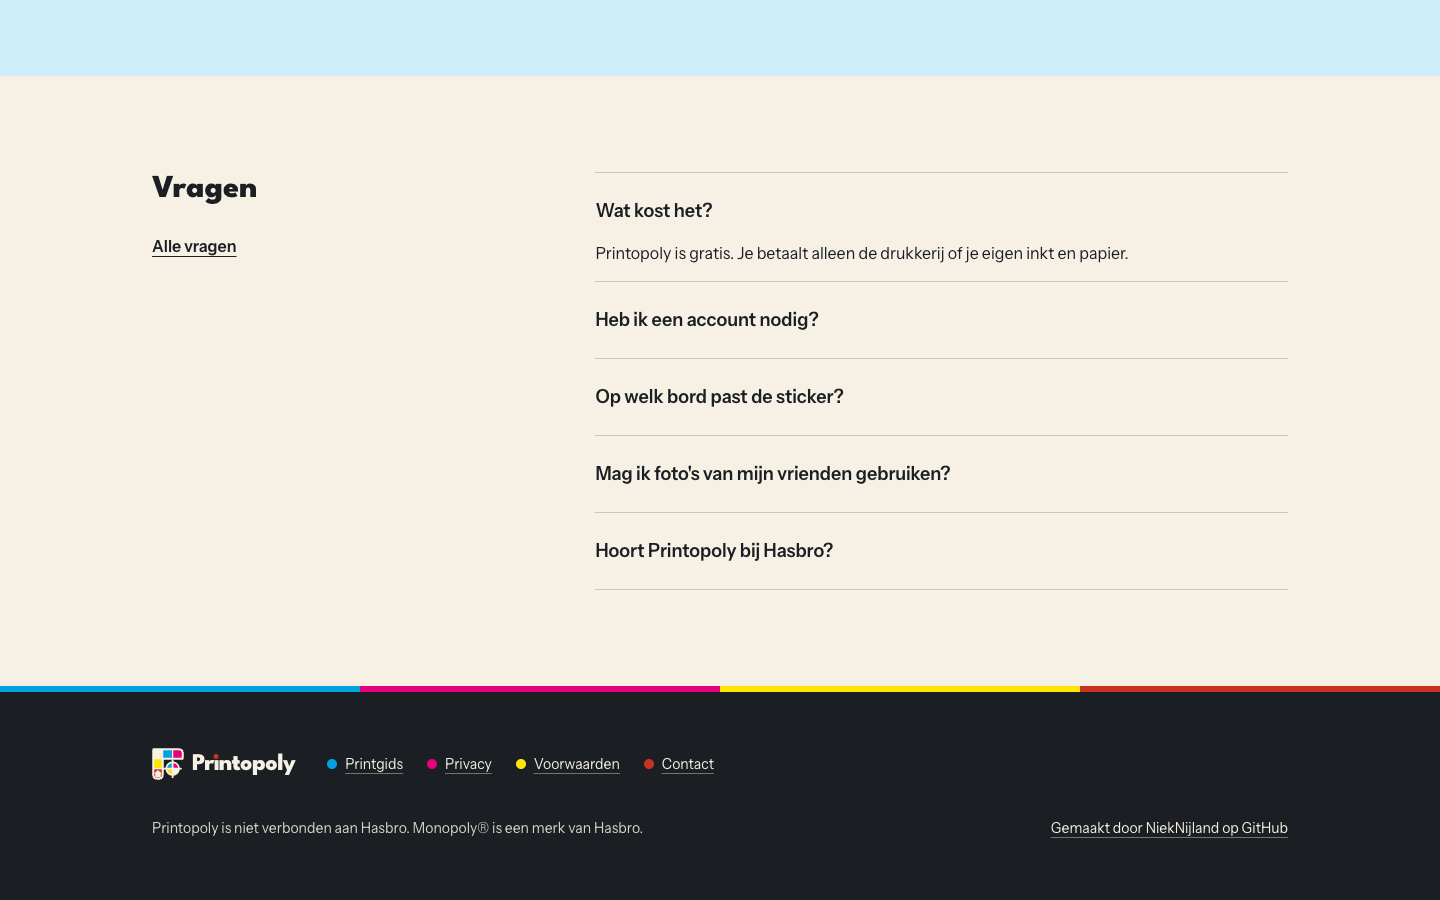 Vragen
Alle vragen
Wat kost het?
Printopoly is gratis. Je betaalt alleen de drukkerij of je eigen inkt en papier.
Heb ik een account nodig?
Op welk bord past de sticker?
Mag ik foto's van mijn vrienden gebruiken?
Hoort Printopoly bij Hasbro?
Printopoly
Printgids
Privacy
Voorwaarden
Contact
Printopoly is niet verbonden aan Hasbro. Monopoly® is een merk van Hasbro.
Gemaakt door NiekNijland op GitHub